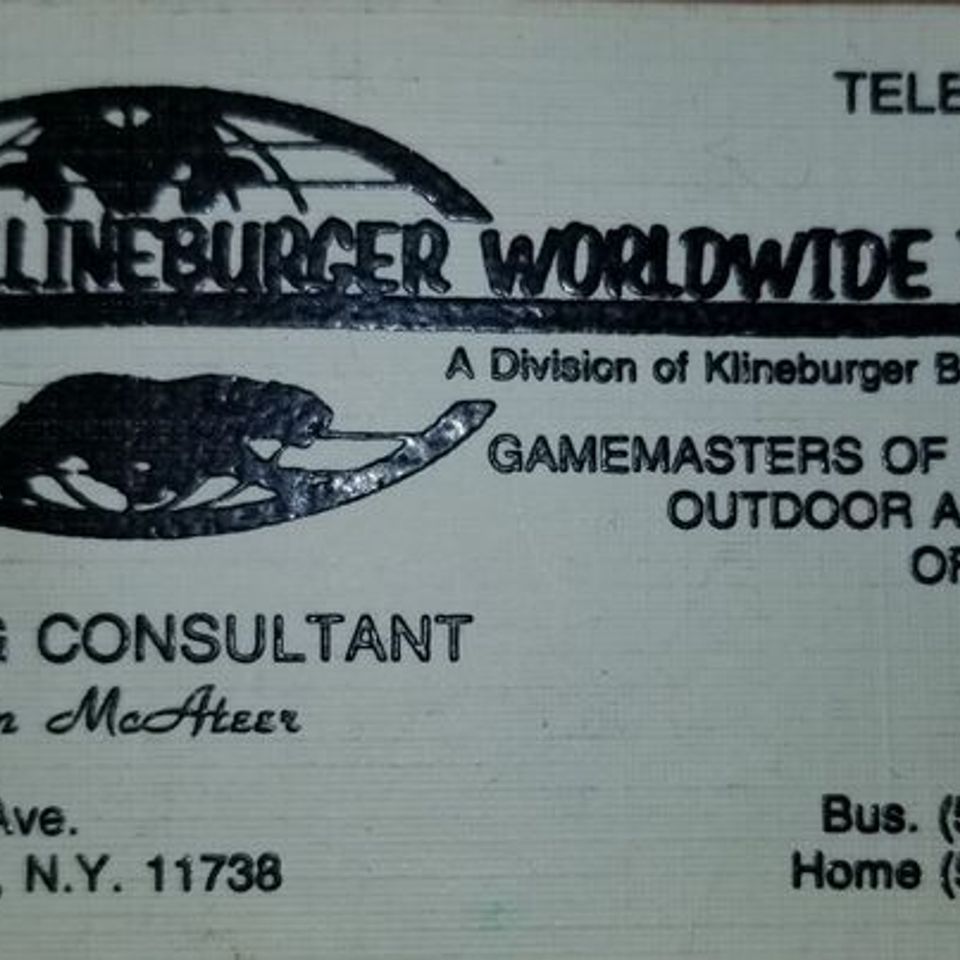 TELE
LINEBURGER WORLDWIDE
A Division of Klineburger B
GAMEMASTERS OF
OUTDOOR A
OF
G CONSULTANT
n McAteer
Ave.
, N.Y. 11738
Bus. (5
Home (5